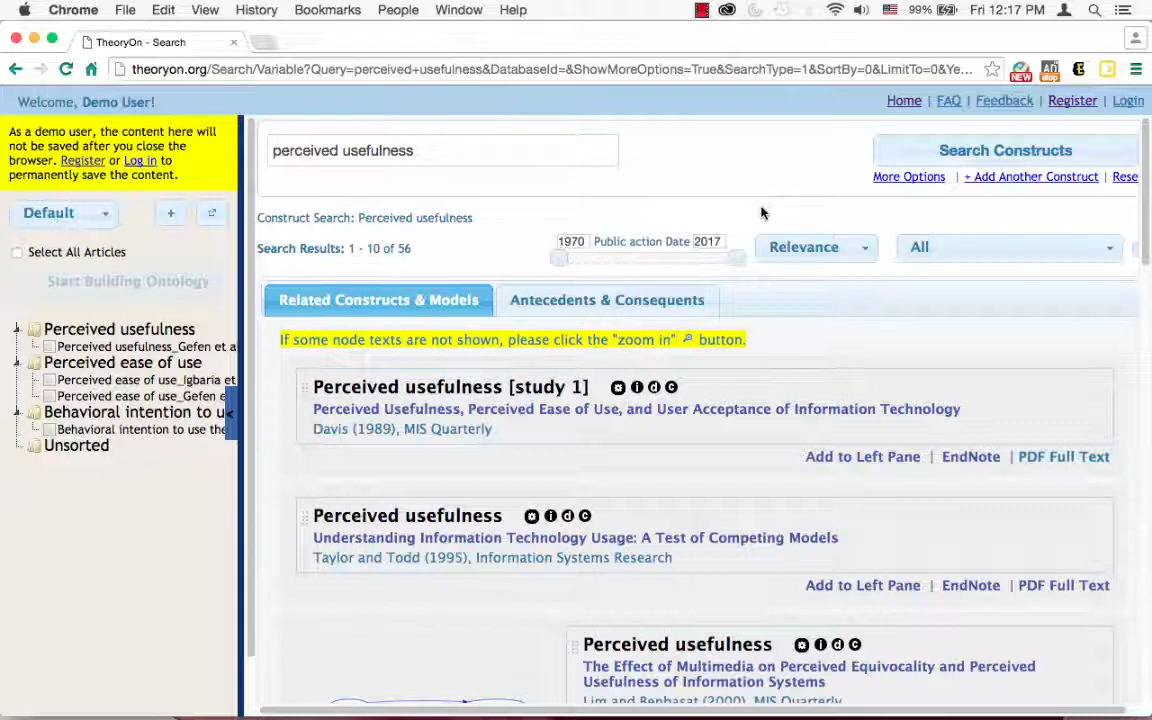 Chrome File Edit View History Bookmarks People Window Help 99% Fri 12:17 PM
TheoryOn - Search
theoryon.org/Search/Variable?Query=perceived+usefulness&DatabaseId=&ShowMoreOptions=True&SearchType=1&SortBy=0&LimitTo=0&Ye...
NEW
Welcome, Demo User!
Home | FAQ | Feedback | Register | Login
As a demo user, the content here will
not be saved after you close the
browser. Register or Log in to
permanently save the content.
Default
+
Select All Articles
Start Building Ontology
Perceived usefulness
Perceived usefulness_Gefen et a
Perceived ease of use
Perceived ease of use_Igbaria et
Perceived ease of use_Gefen e
Behavioral intention to u
Behavioral intention to use the
Unsorted
<
perceived usefulness
Search Constructs
More Options | + Add Another Construct | Rese
Construct Search: Perceived usefulness
Search Results: 1 - 10 of 56
1970 Public action Date 2017
Relevance
All
Related Constructs & Models
Antecedents & Consequents
If some node texts are not shown, please click the "zoom in" button.
Perceived usefulness [study 1] i d c
Perceived Usefulness, Perceived Ease of Use, and User Acceptance of Information Technology
Davis (1989), MIS Quarterly
Add to Left Pane | EndNote | PDF Full Text
Perceived usefulness i d c
Understanding Information Technology Usage: A Test of Competing Models
Taylor and Todd (1995), Information Systems Research
Add to Left Pane | EndNote | PDF Full Text
Perceived usefulness i d c
The Effect of Multimedia on Perceived Equivocality and Perceived
Usefulness of Information Systems
Lim and Benbasat (2000), MIS Quarterly